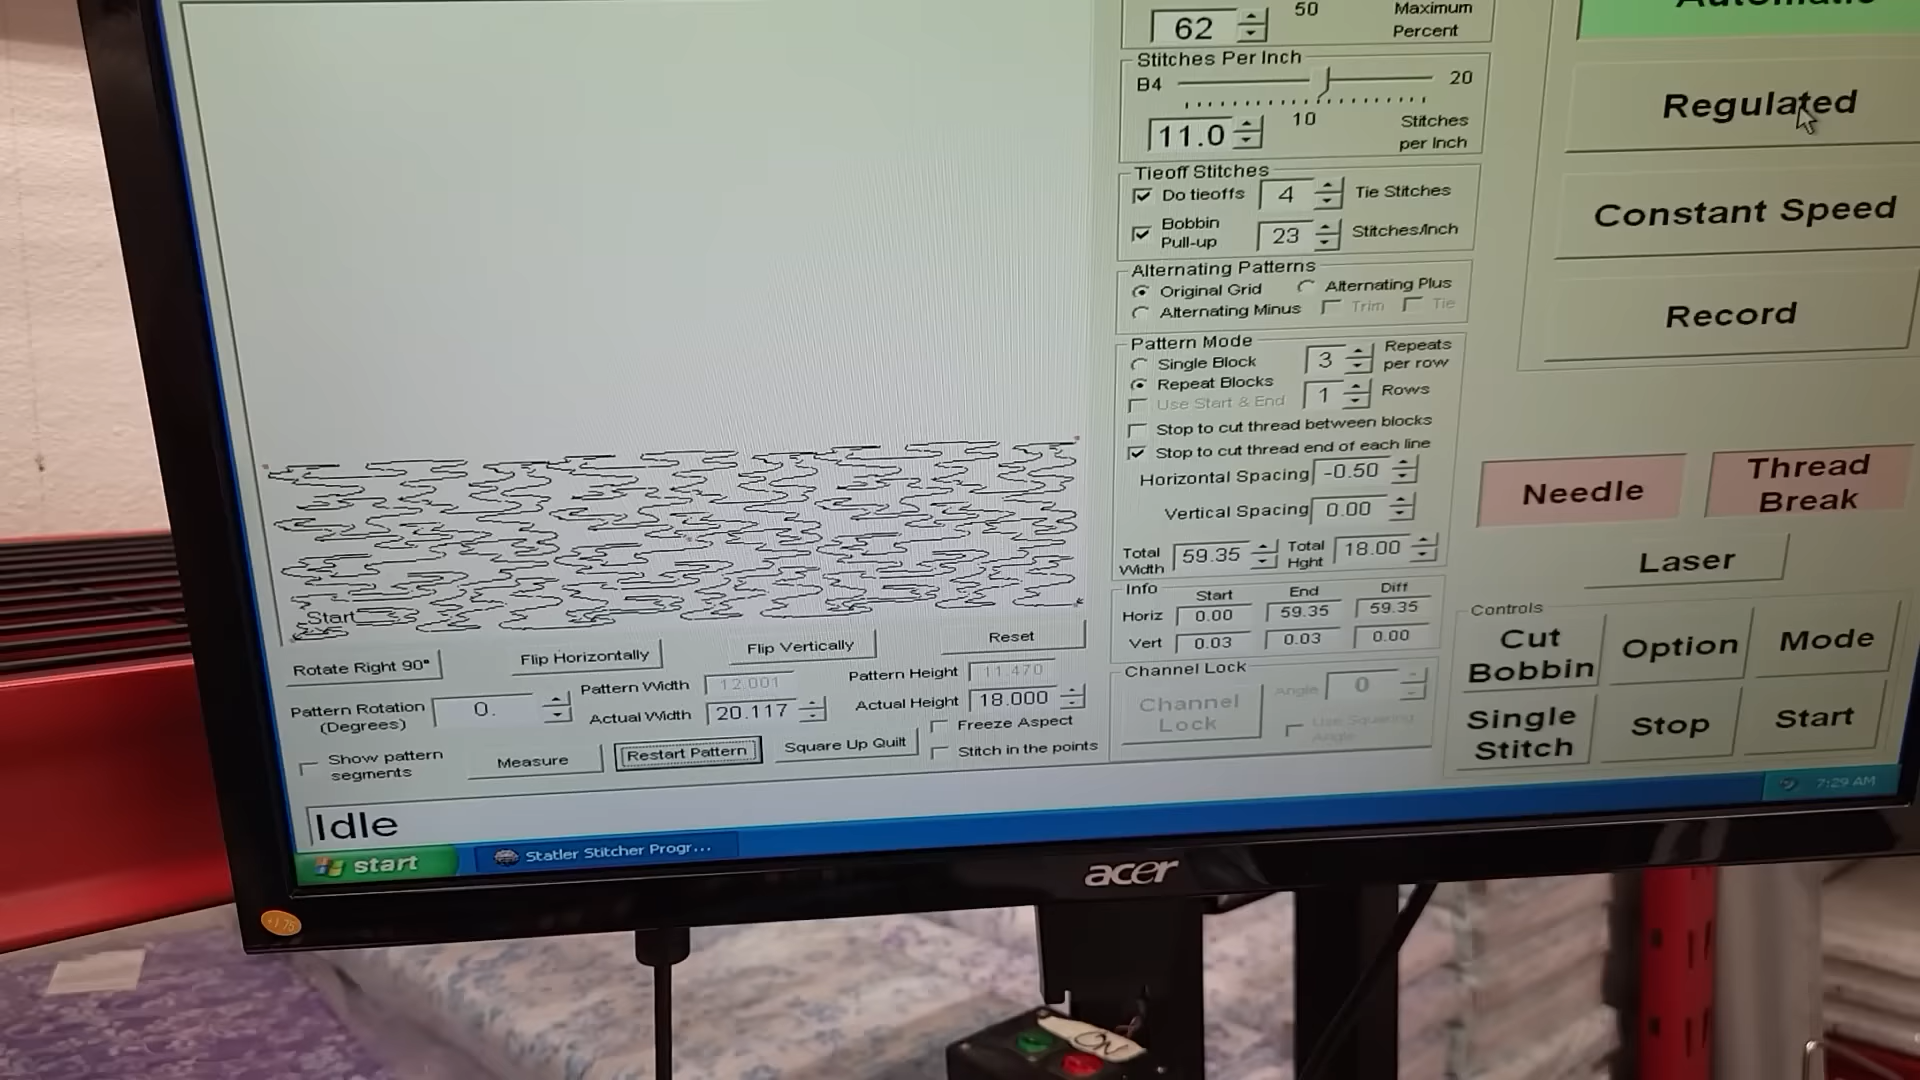 Automatic
62
50
Maximum
Percent
Stitches Per Inch
B4
20
11.0
10
Stitches
per Inch
Regulated
Constant Speed
Record
Tieoff Stitches
Do tieoffs
4
Tie Stitches
Bobbin
Pull-up
23
Stitches/Inch
Alternating Patterns
Original Grid
Alternating Plus
Alternating Minus
Trim
Tie
Pattern Mode
Single Block
3
Repeats
per row
Repeat Blocks
Use Start & End
1
Rows
Stop to cut thread between blocks
Stop to cut thread end of each line
Horizontal Spacing
-0.50
Vertical Spacing
0.00
Total
Width
59.35
Total
Hght
18.00
Info
Start
End
Diff
Horiz
0.00
59.35
59.35
Vert
0.03
0.03
0.00
Channel Lock
Channel
Lock
Angle
0
Use Squaring
Angle
Needle
Thread
Break
Laser
Controls
Cut
Bobbin
Option
Mode
Single
Stitch
Stop
Start
Start
Rotate Right 90°
Flip Horizontally
Flip Vertically
Reset
Pattern Rotation
(Degrees)
0.
Pattern Width
12.001
Pattern Height
11.470
Actual Width
20.117
Actual Height
18.000
Freeze Aspect
Show pattern
segments
Measure
Restart Pattern
Square Up Quilt
Stitch in the points
Idle
start
Statler Stitcher Progr...
7:29 AM
acer
+1.75
ON